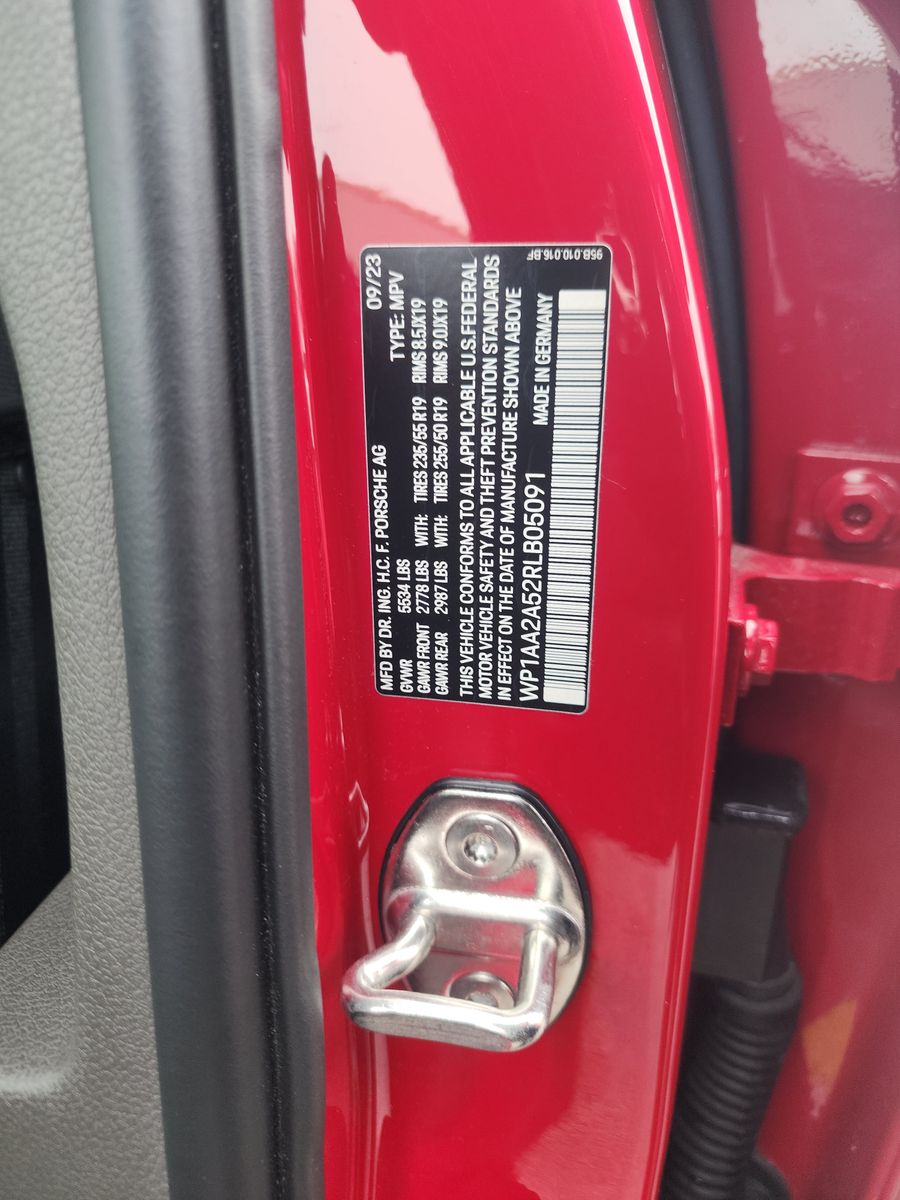 MFD BY DR. ING. H.C. F. PORSCHE AG 09/23
GVWR 5534 LBS TYPE: MPV
GAWR FRONT 2778 LBS WITH: TIRES 235/55 R19 RIMS 8.5JX19
GAWR REAR 2987 LBS WITH: TIRES 255/50 R19 RIMS 9.0JX19
THIS VEHICLE CONFORMS TO ALL APPLICABLE U.S. FEDERAL
MOTOR VEHICLE SAFETY AND THEFT PREVENTION STANDARDS
IN EFFECT ON THE DATE OF MANUFACTURE SHOWN ABOVE
WP1AA2A52RLB05091 MADE IN GERMANY
95B.010.016.BF